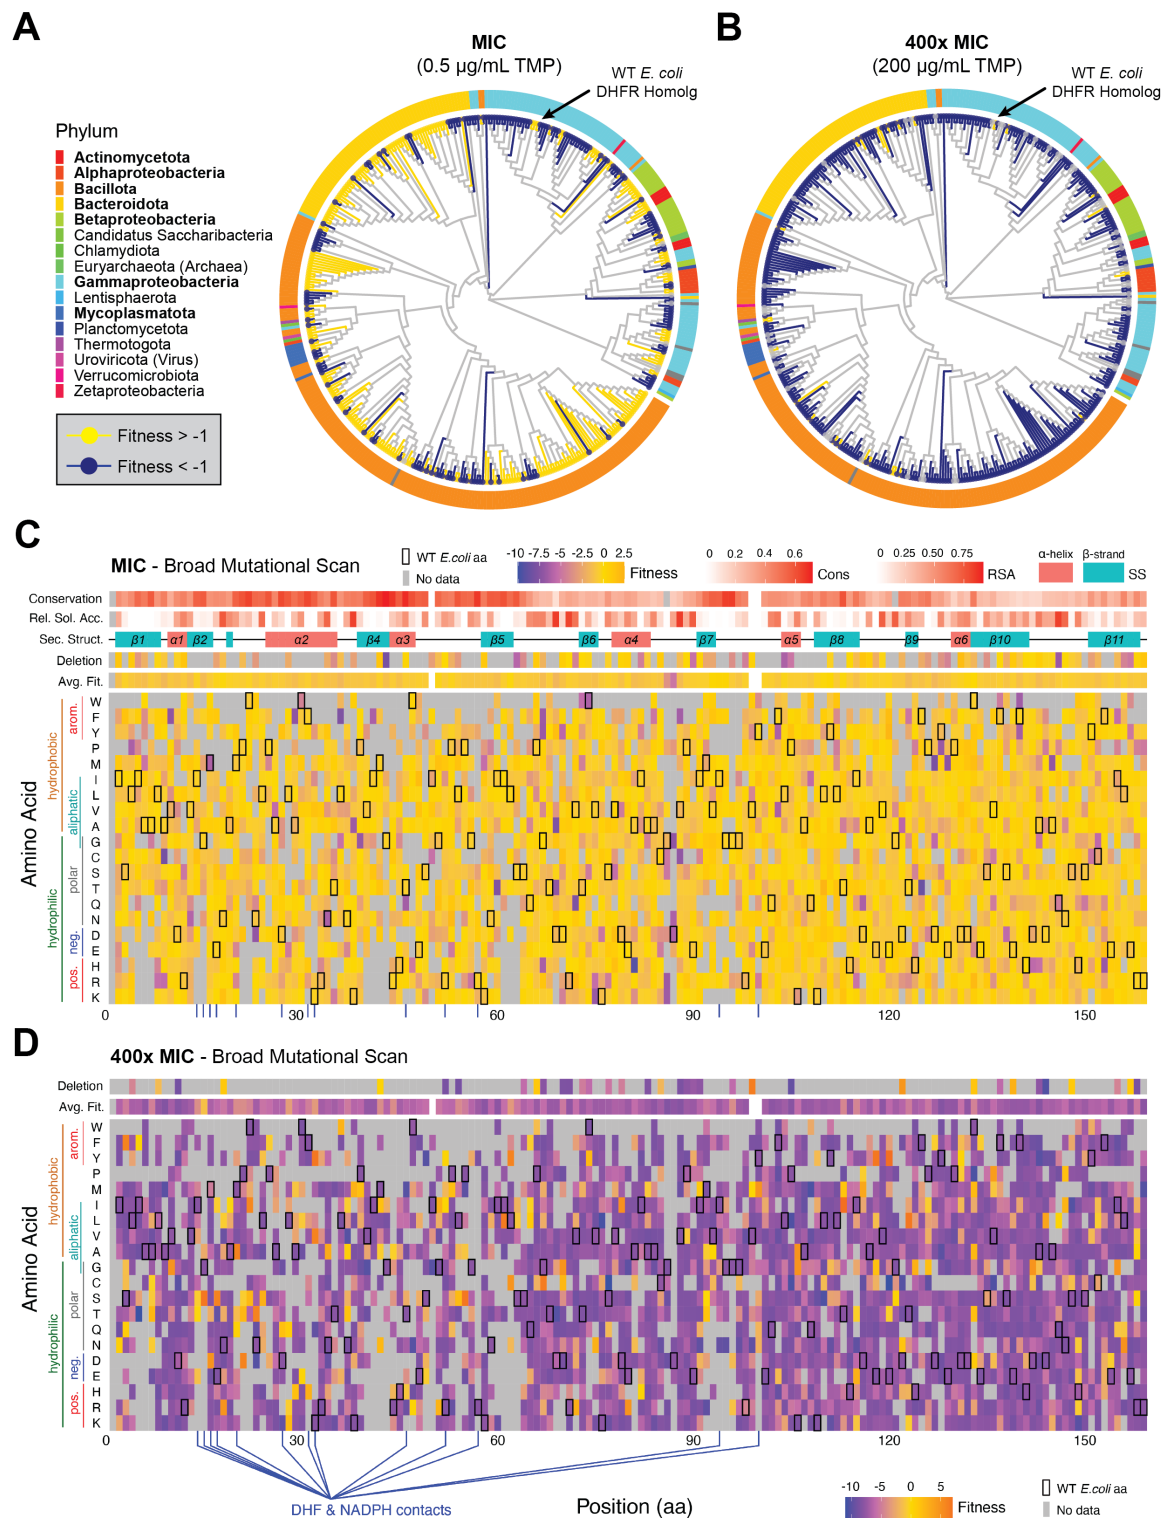 A
MIC
(0.5 µg/mL TMP)
WT E. coli
DHFR Homolog
B
400x MIC
(200 µg/mL TMP)
WT E. coli
DHFR Homolog
Phylum
Actinomycetota
Alphaproteobacteria
Bacillota
Bacteroidota
Betaproteobacteria
Candidatus Saccharibacteria
Chlamydiota
Euryarchaeota (Archaea)
Gammaproteobacteria
Lentisphaerota
Mycoplasmatota
Planctomycetota
Thermotogota
Uroviricota (Virus)
Verrucomicrobiota
Zetaproteobacteria
Fitness > -1
Fitness < -1
C
MIC - Broad Mutational Scan
WT E.coli aa
No data
-10 -7.5 -5 -2.5 0 2.5
Fitness
0 0.2 0.4 0.6
Cons
0 0.25 0.50 0.75
RSA
α-helix β-strand
SS
Conservation
Rel. Sol. Acc.
Sec. Struct.
β1 α1 β2 α2 β4 α3 β5 β6 α4 β7 α5 β8 β9 α6 β10 β11
Deletion
Avg. Fit.
Amino Acid
hydrophobic
hydrophilic
arom.
aliphatic
polar
neg.
pos.
W
F
Y
P
M
I
L
V
A
G
C
S
T
Q
N
D
E
H
R
K
0 30 60 90 120 150
D
400x MIC - Broad Mutational Scan
Deletion
Avg. Fit.
Amino Acid
hydrophobic
hydrophilic
arom.
aliphatic
polar
neg.
pos.
W
F
Y
P
M
I
L
V
A
G
C
S
T
Q
N
D
E
H
R
K
0 30 60 90 120 150
DHF & NADPH contacts
Position (aa)
-10 -5 0 5
Fitness
WT E.coli aa
No data